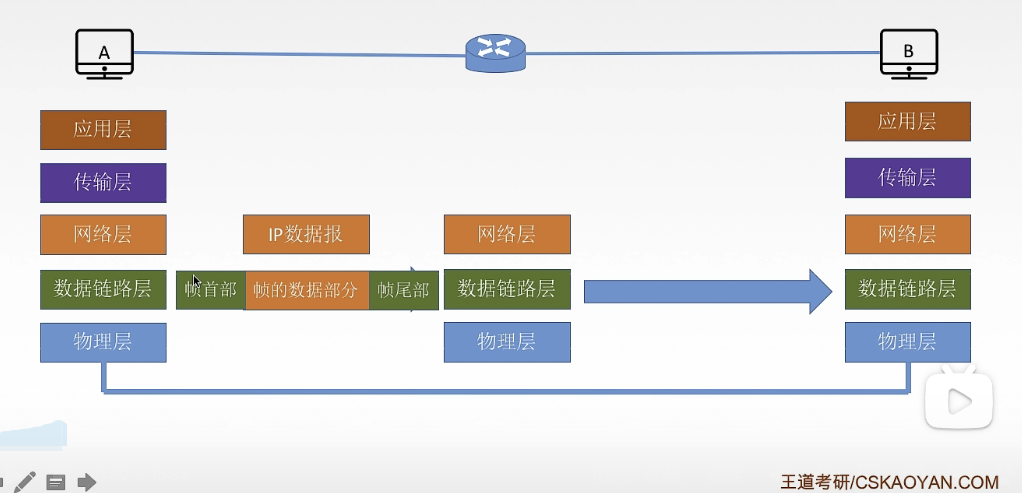 A
B
应用层
应用层
传输层
传输层
网络层
IP数据报
网络层
网络层
数据链路层
帧首部
帧的数据部分
帧尾部
数据链路层
数据链路层
物理层
物理层
物理层
王道考研/CSKAOYAN.COM